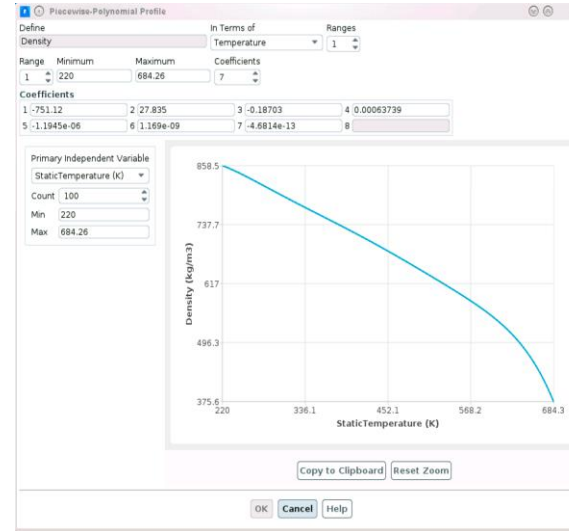 Piecewise-Polynomial Profile
Define In Terms of Ranges
Density Temperature 1
Range Minimum Maximum Coefficients
1 220 684.26 7
Coefficients
1 -751.12 2 27.835 3 -0.18703 4 0.00063739
5 -1.1945e-06 6 1.169e-09 7 -4.6814e-13 8
Primary Independent Variable
StaticTemperature (K)
Count 100
Min 220
Max 684.26
Density (kg/m3)
858.5
737.7
617
496.3
375.6
220 336.1 452.1 568.2 684.3
StaticTemperature (K)
Copy to Clipboard Reset Zoom
OK Cancel Help